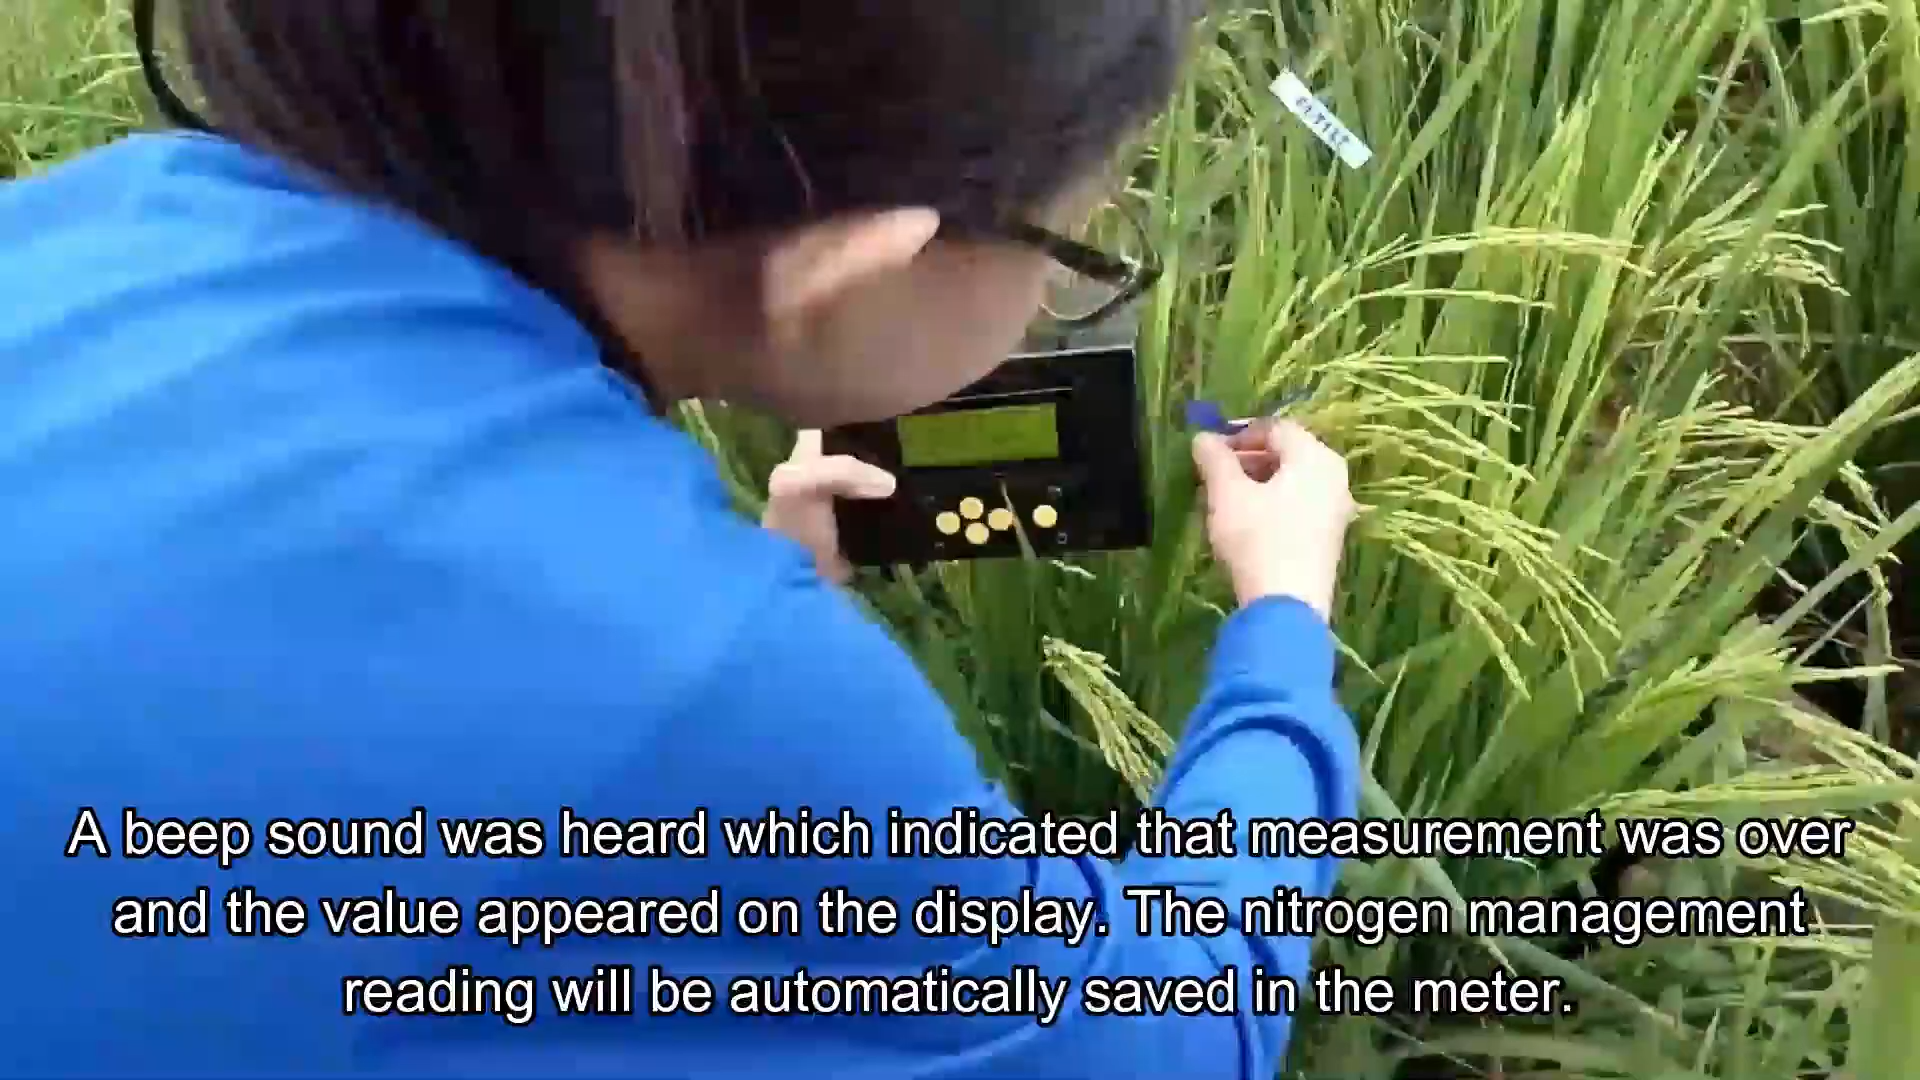 A beep sound was heard which indicated that measurement was over
and the value appeared on the display. The nitrogen management
reading will be automatically saved in the meter.